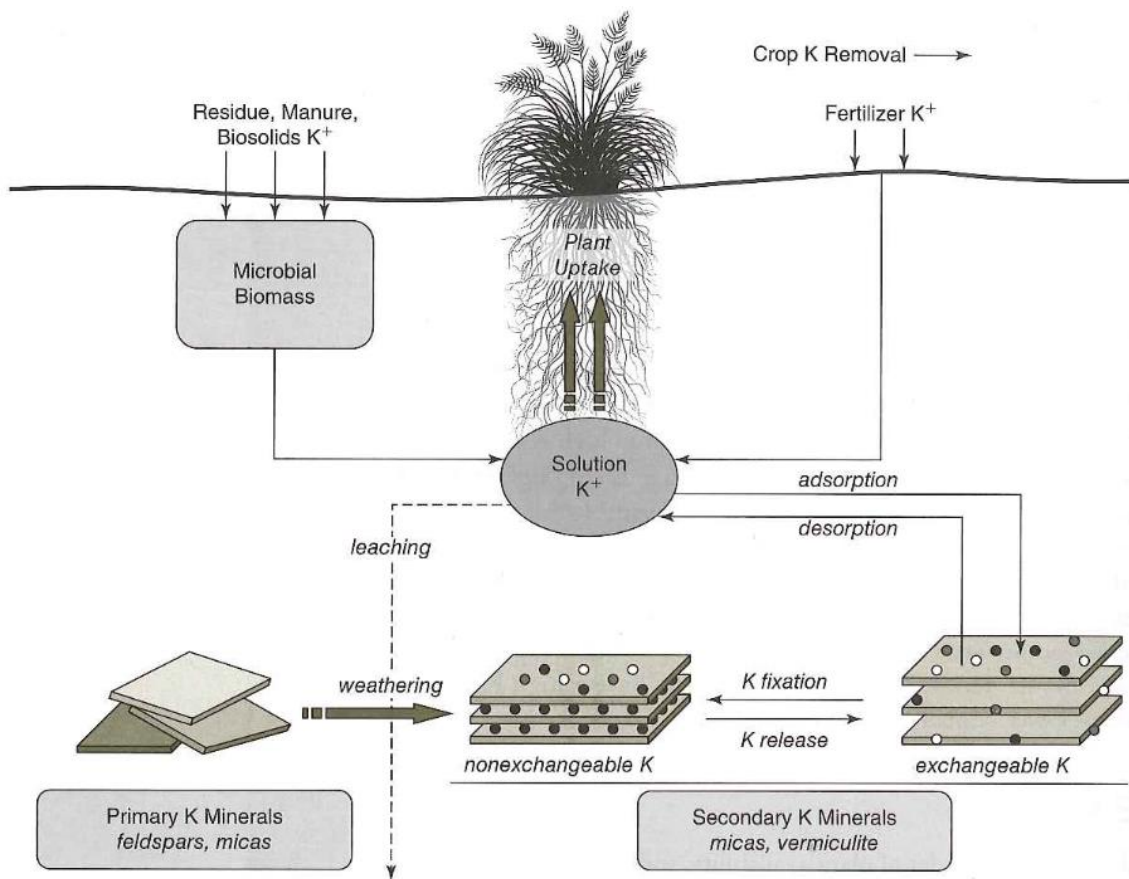 Crop K Removal
Residue, Manure,
Biosolids K⁺
Fertilizer K⁺
Plant
Uptake
Microbial
Biomass
Solution
K⁺
adsorption
desorption
leaching
weathering
K fixation
K release
nonexchangeable K
exchangeable K
Primary K Minerals
feldspars, micas
Secondary K Minerals
micas, vermiculite